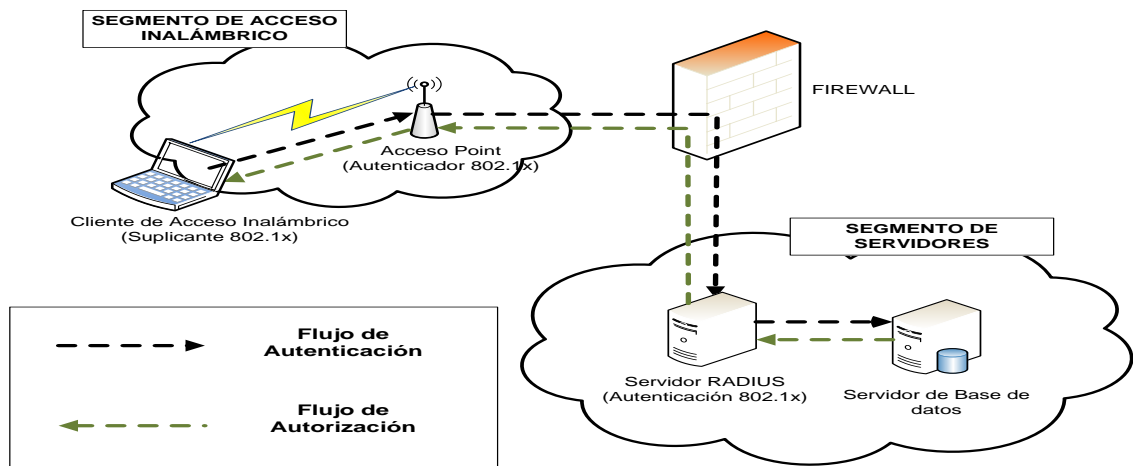 SEGMENTO DE ACCESO
INALÁMBRICO
FIREWALL
Acceso Point
(Autenticador 802.1x)
Cliente de Acceso Inalámbrico
(Suplicante 802.1x)
SEGMENTO DE
SERVIDORES
Servidor RADIUS
(Autenticación 802.1x)
Servidor de Base de
datos
Flujo de
Autenticación
Flujo de
Autorización